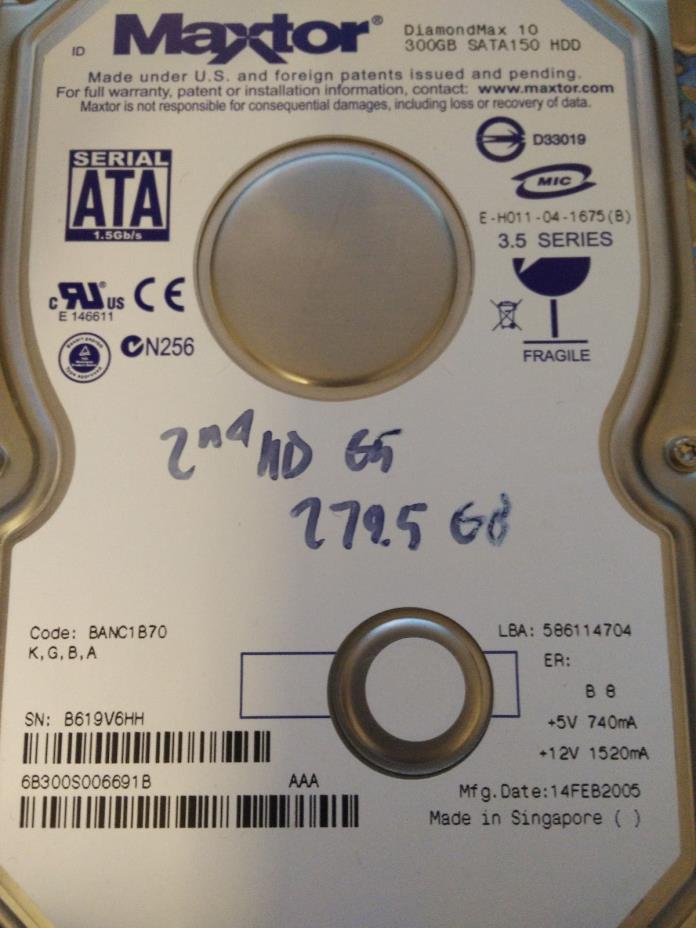 ID
Maxtor®
DiamondMax 10
300GB SATA150 HDD
Made under U.S. and foreign patents issued and pending.
For full warranty, patent or installation information, contact: www.maxtor.com
Maxtor is not responsible for consequential damages, including loss or recovery of data.
SERIAL
ATA
1.5Gb/s
D33019
MIC
E-H011-04-1675(B)
3.5 SERIES
C RU® US CE
E 146611
N256
FRAGILE
2nd HD G5
279.5 GB
Code: BANC1B70
K,G,B,A
LBA: 586114704
ER:
B 8
SN: B619V6HH
+5V 740mA
+12V 1520mA
6B300S006691B AAA
Mfg.Date:14FEB2005
Made in Singapore ( )